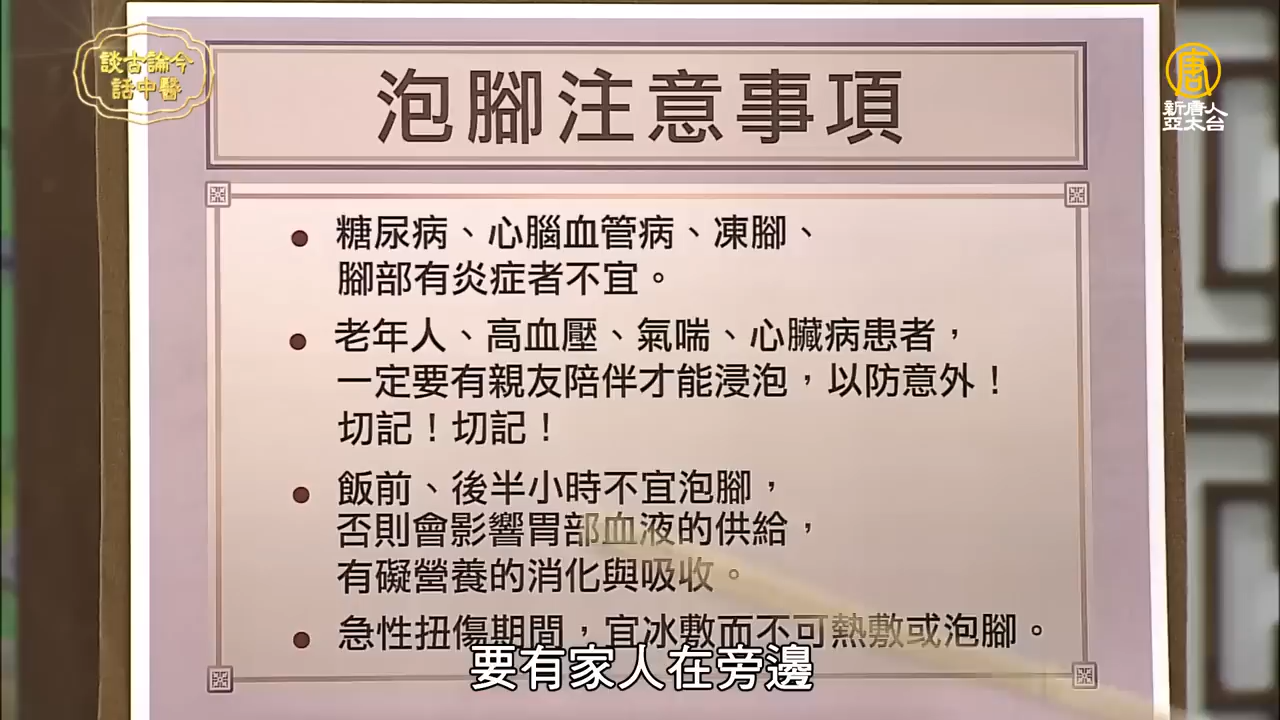 談古論今
話中醫
唐
新唐人
亞太台
泡腳注意事項
糖尿病、心腦血管病、凍腳、
腳部有炎症者不宜。
老年人、高血壓、氣喘、心臟病患者，
一定要有親友陪伴才能浸泡，以防意外！
切記！切記！
飯前、後半小時不宜泡腳，
否則會影響胃部血液的供給，
有礙營養的消化與吸收。
急性扭傷期間，宜冰敷而不可熱敷或泡腳。
要有家人在旁邊